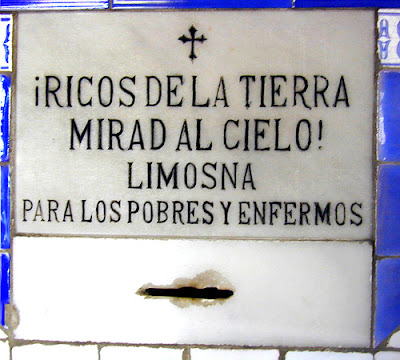 ¡RICOS DE LA TIERRA
MIRAD AL CIELO!
LIMOSNA
PARA LOS POBRES Y ENFERMOS